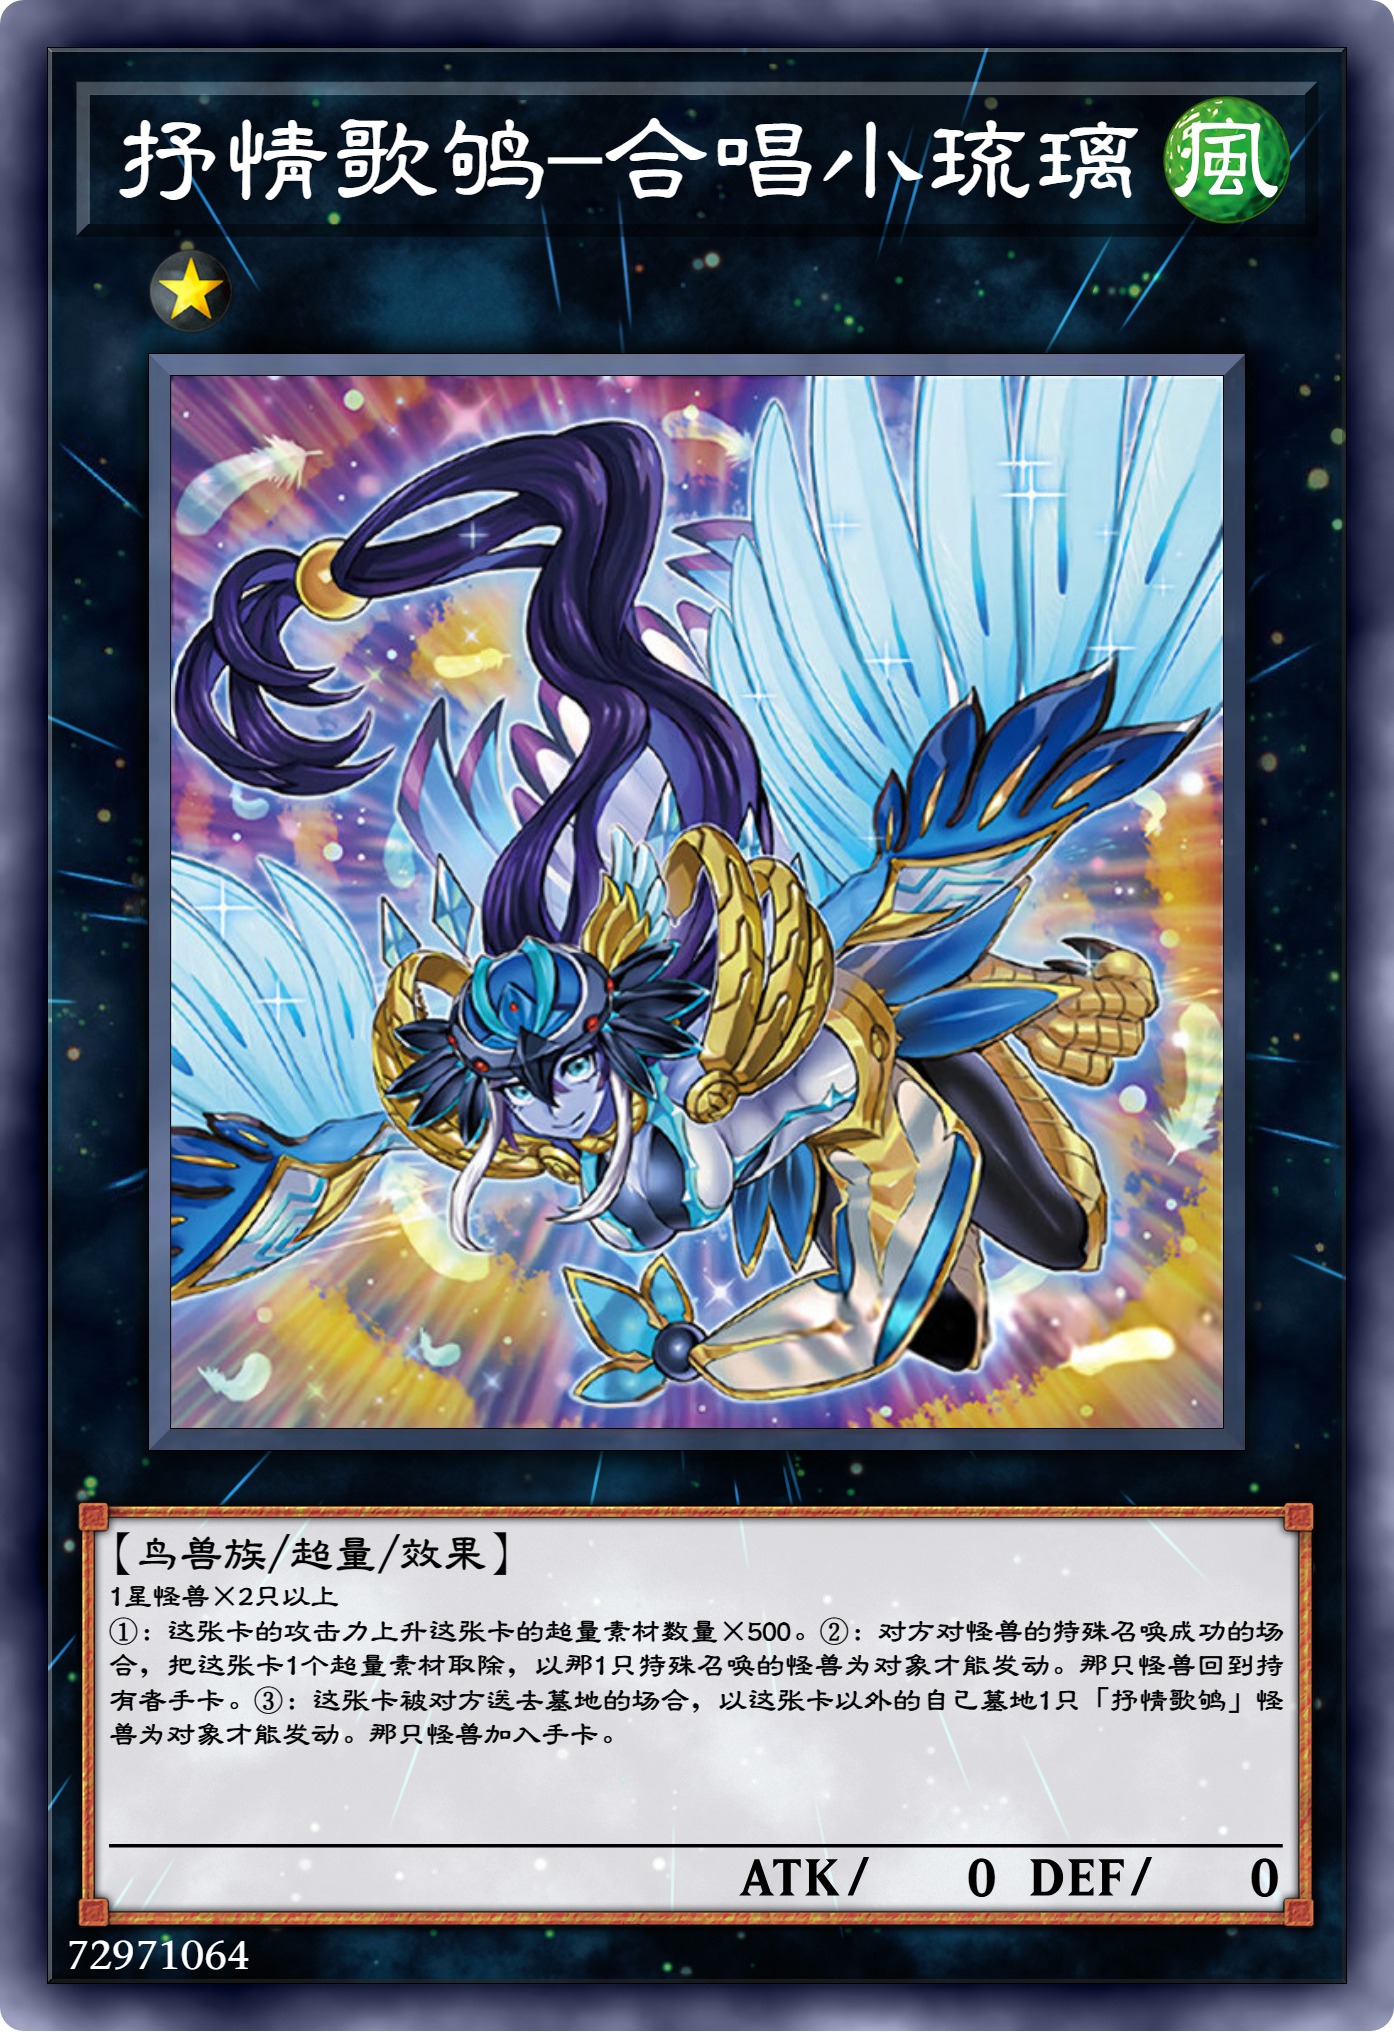 抒情歌鸲–合唱小琉璃 風
【鸟兽族/超量/效果】
1星怪兽×2只以上
①：这张卡的攻击力上升这张卡的超量素材数量×500。②：对方对怪兽的特殊召唤成功的场
合，把这张卡1个超量素材取除，以那1只特殊召唤的怪兽为对象才能发动。那只怪兽回到持
有者手卡。③：这张卡被对方送去墓地的场合，以这张卡以外的自己墓地1只「抒情歌鸲」怪
兽为对象才能发动。那只怪兽加入手卡。
ATK/ 0 DEF/ 0
72971064